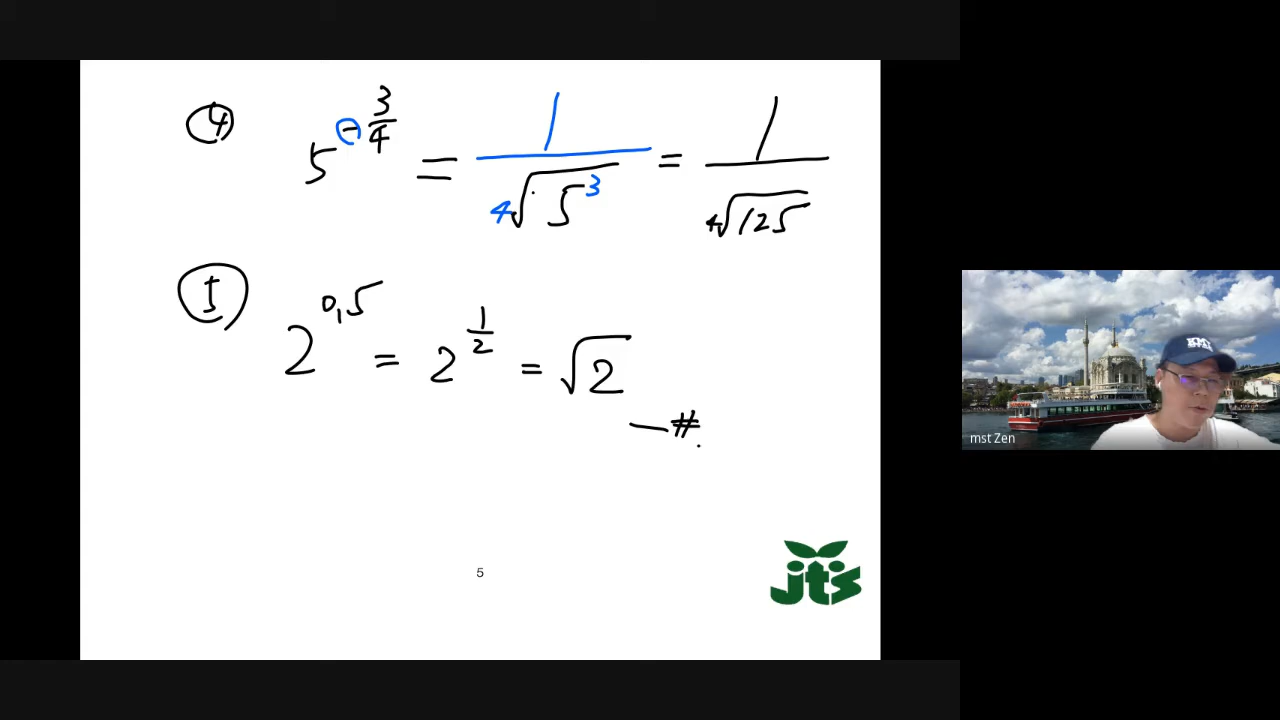 ④ 5^{-3/4} = 1/⁴√5³ = 1/⁴√125
⑤ 2^{0,5} = 2^{1/2} = √2
—#.
mst Zen
5
jts